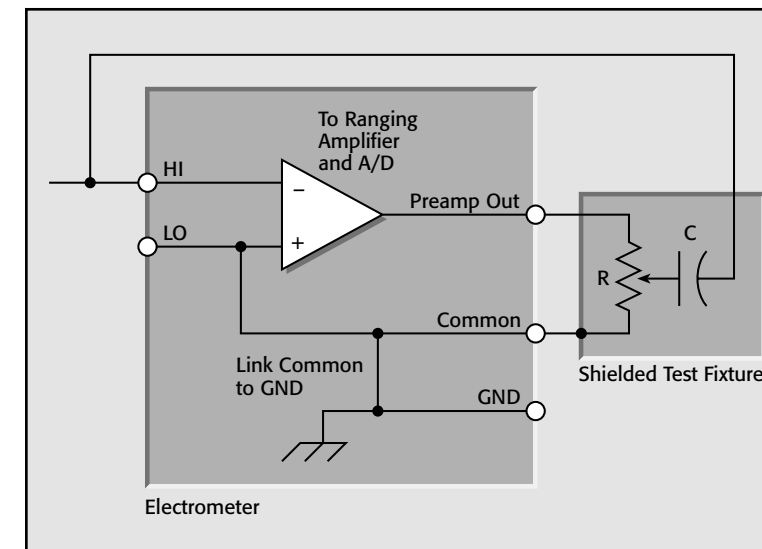 To Ranging
Amplifier
and A/D
HI
−
Preamp Out
LO
+
C
R
Common
Link Common
to GND
GND
Shielded Test Fixture
Electrometer